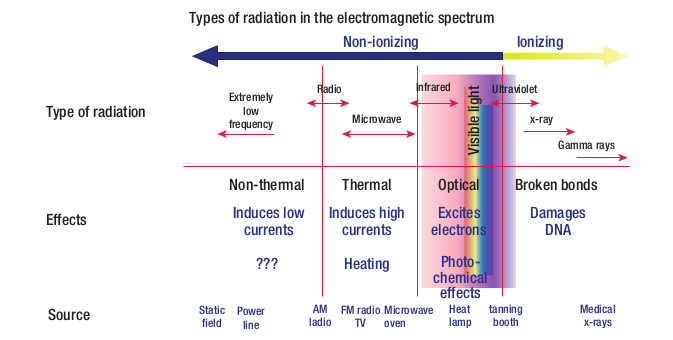 Types of radiation in the electromagnetic spectrum
Non-ionizing
Ionizing
Type of radiation
Extremely
low
frequency
Radio
Microwave
Infrared
Visible light
Ultraviolet
x-ray
Gamma rays
Non-thermal
Thermal
Optical
Broken bonds
Effects
Induces low
currents
Induces high
currents
Excites
electrons
Damages
DNA
???
Heating
Photo-
chemical
effects
Source
Static
field
Power
line
AM
ladio
FM radio
TV
Microwave
oven
Heat
lamp
tanning
booth
Medical
x-rays